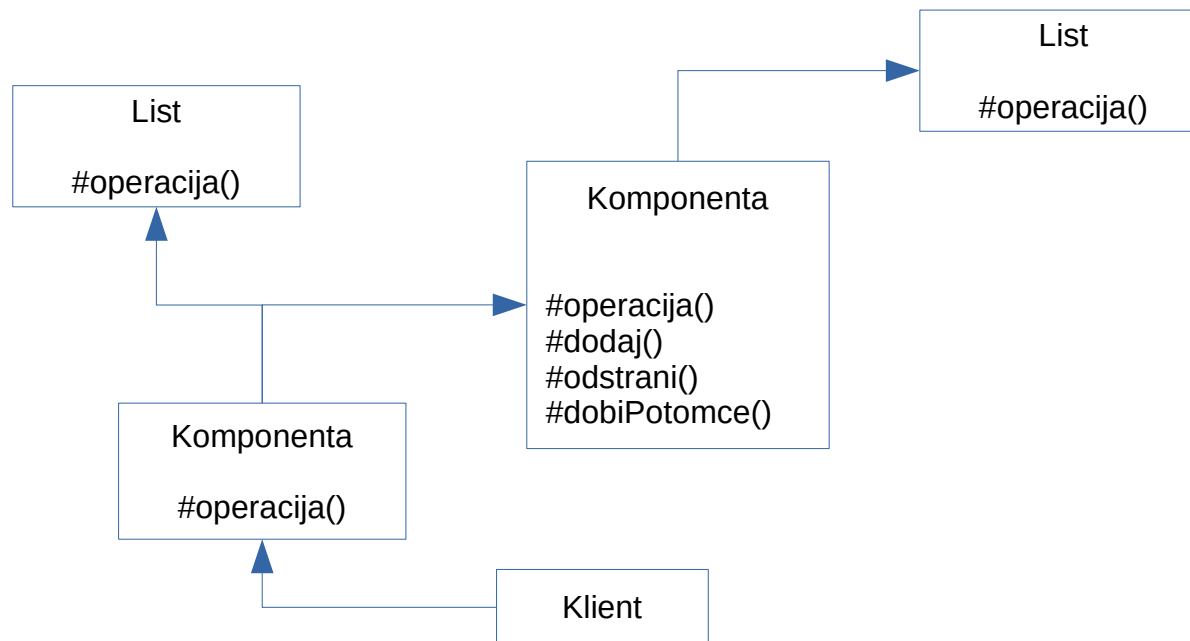 List
#operacija()
List
#operacija()
Komponenta
#operacija()
#dodaj()
#odstrani()
#dobiPotomce()
Komponenta
#operacija()
Klient